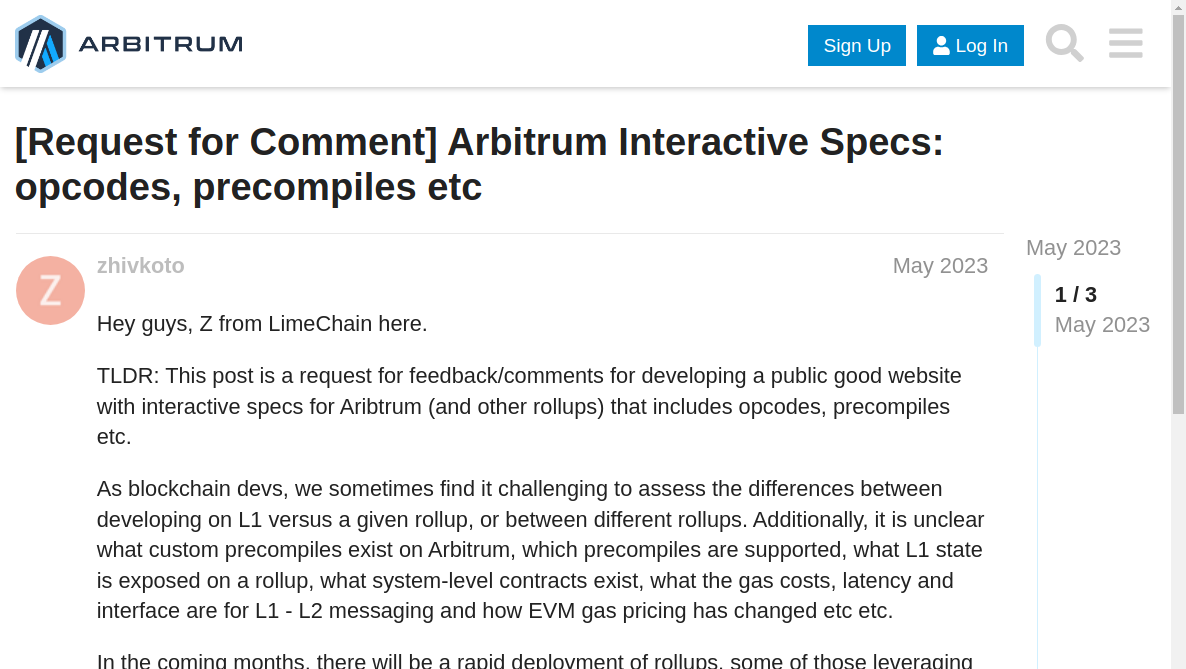 ARBITRUM
Sign Up
Log In
[Request for Comment] Arbitrum Interactive Specs:
opcodes, precompiles etc
May 2023
1 / 3
May 2023
Z
zhivkoto
May 2023
Hey guys, Z from LimeChain here.
TLDR: This post is a request for feedback/comments for developing a public good website
with interactive specs for Aribtrum (and other rollups) that includes opcodes, precompiles
etc.
As blockchain devs, we sometimes find it challenging to assess the differences between
developing on L1 versus a given rollup, or between different rollups. Additionally, it is unclear
what custom precompiles exist on Arbitrum, which precompiles are supported, what L1 state
is exposed on a rollup, what system-level contracts exist, what the gas costs, latency and
interface are for L1 - L2 messaging and how EVM gas pricing has changed etc etc.
In the coming months, there will be a rapid deployment of rollups, some of those leveraging